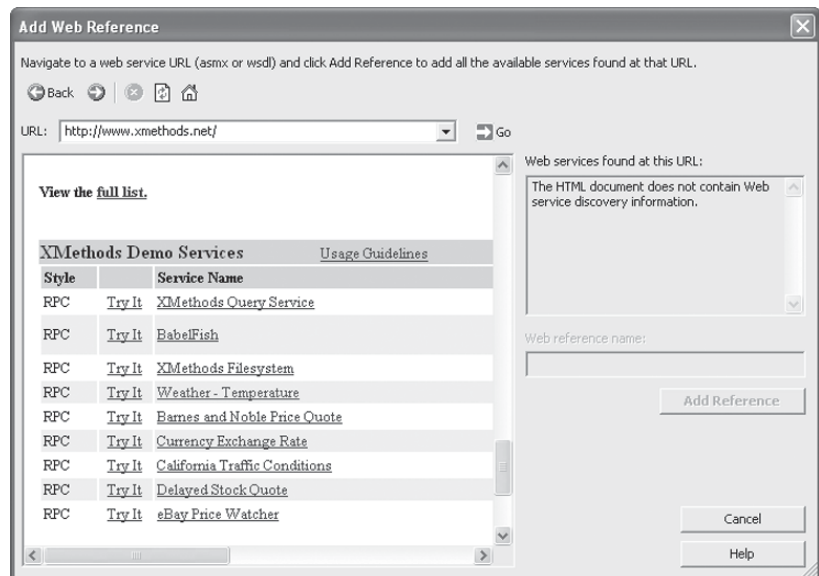 Add Web Reference
Navigate to a web service URL (asmx or wsdl) and click Add Reference to add all the available services found at that URL.
Back
URL: http://www.xmethods.net/ Go
View the full list.
XMethods Demo Services Usage Guidelines
Style Service Name
RPC Try It XMethods Query Service
RPC Try It BabelFish
RPC Try It XMethods Filesystem
RPC Try It Weather - Temperature
RPC Try It Barnes and Noble Price Quote
RPC Try It Currency Exchange Rate
RPC Try It California Traffic Conditions
RPC Try It Delayed Stock Quote
RPC Try It eBay Price Watcher
Web services found at this URL:
The HTML document does not contain Web
service discovery information.
Web reference name:
Add Reference
Cancel
Help